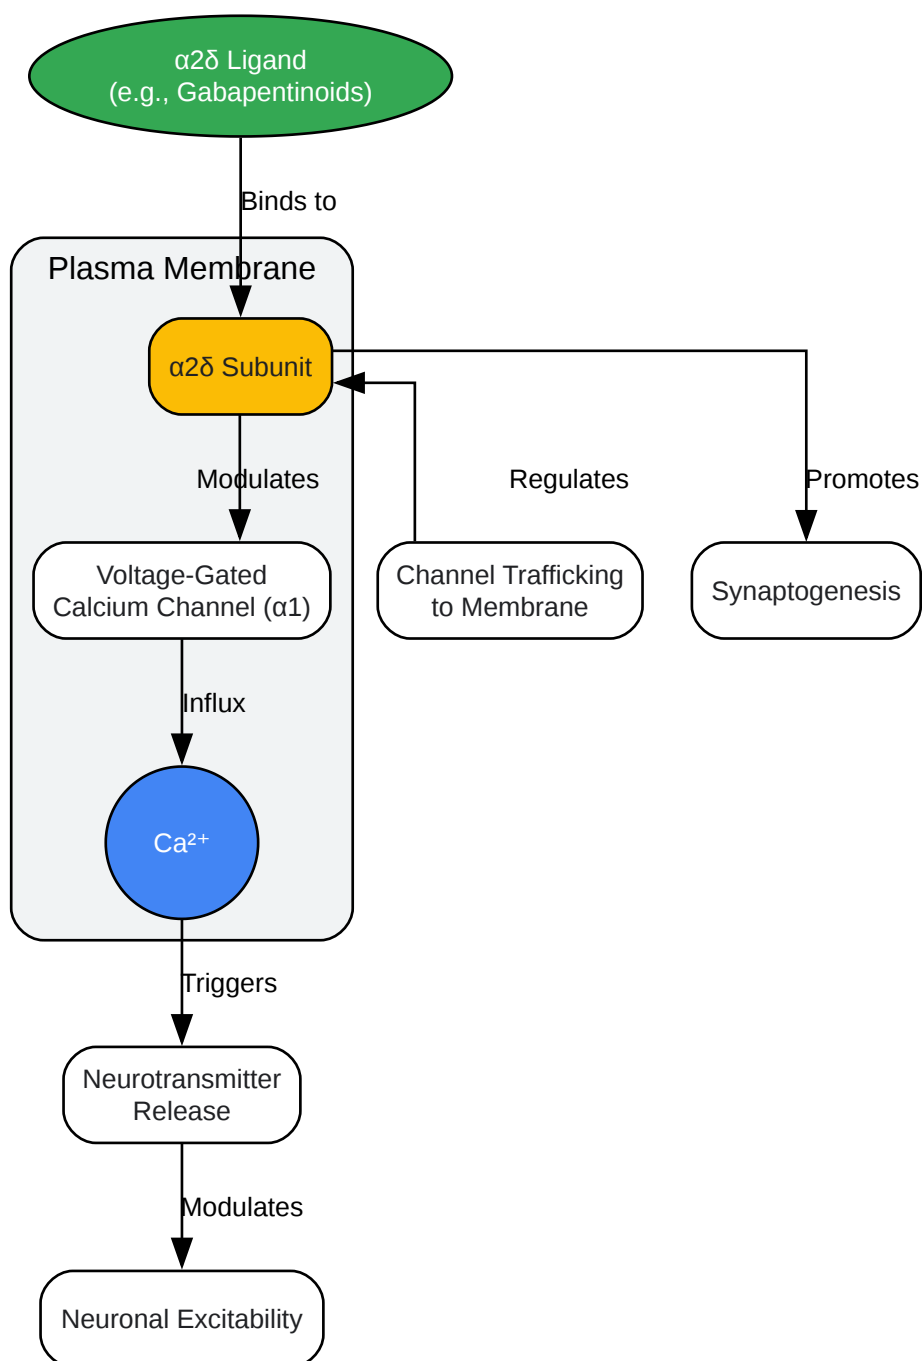 α2δ Ligand
(e.g., Gabapentinoids)
Binds to
Plasma Membrane
α2δ Subunit
Modulates
Regulates
Promotes
Voltage-Gated
Calcium Channel (α1)
Channel Trafficking
to Membrane
Synaptogenesis
Influx
Ca²⁺
Triggers
Neurotransmitter
Release
Modulates
Neuronal Excitability